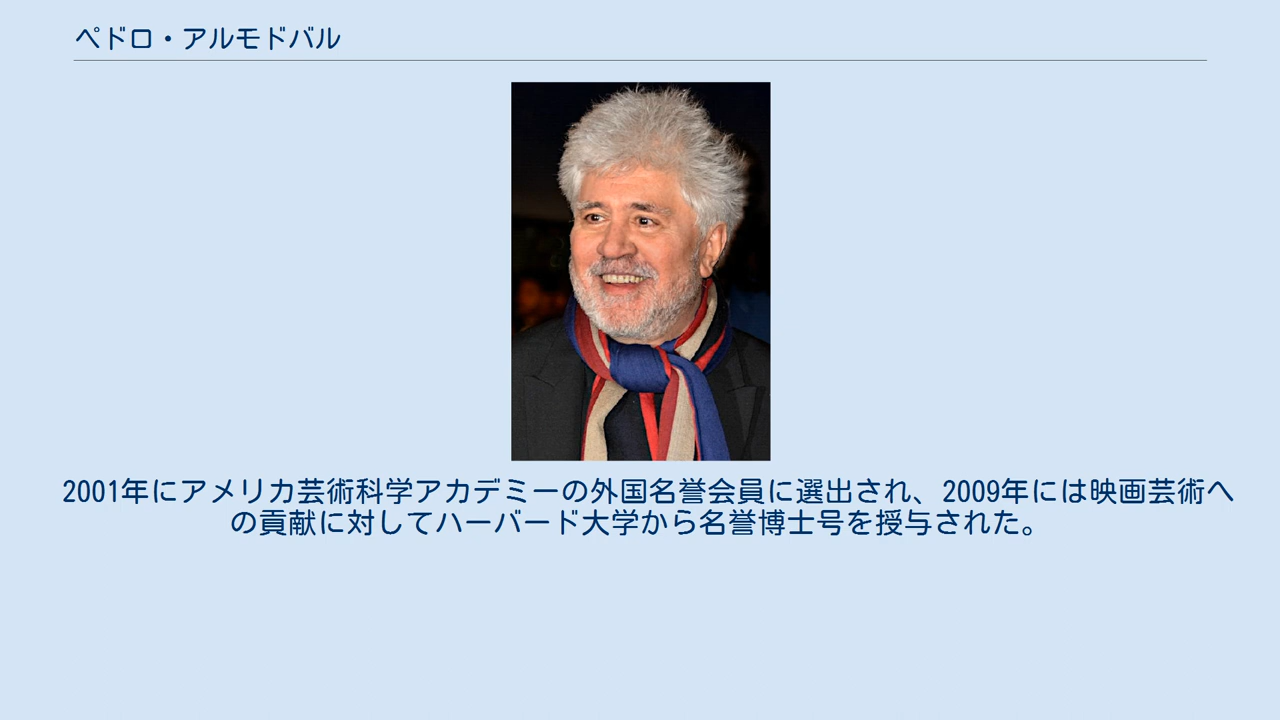 ペドロ・アルモドバル
2001年にアメリカ芸術科学アカデミーの外国名誉会員に選出され、2009年には映画芸術へ
の貢献に対してハーバード大学から名誉博士号を授与された。